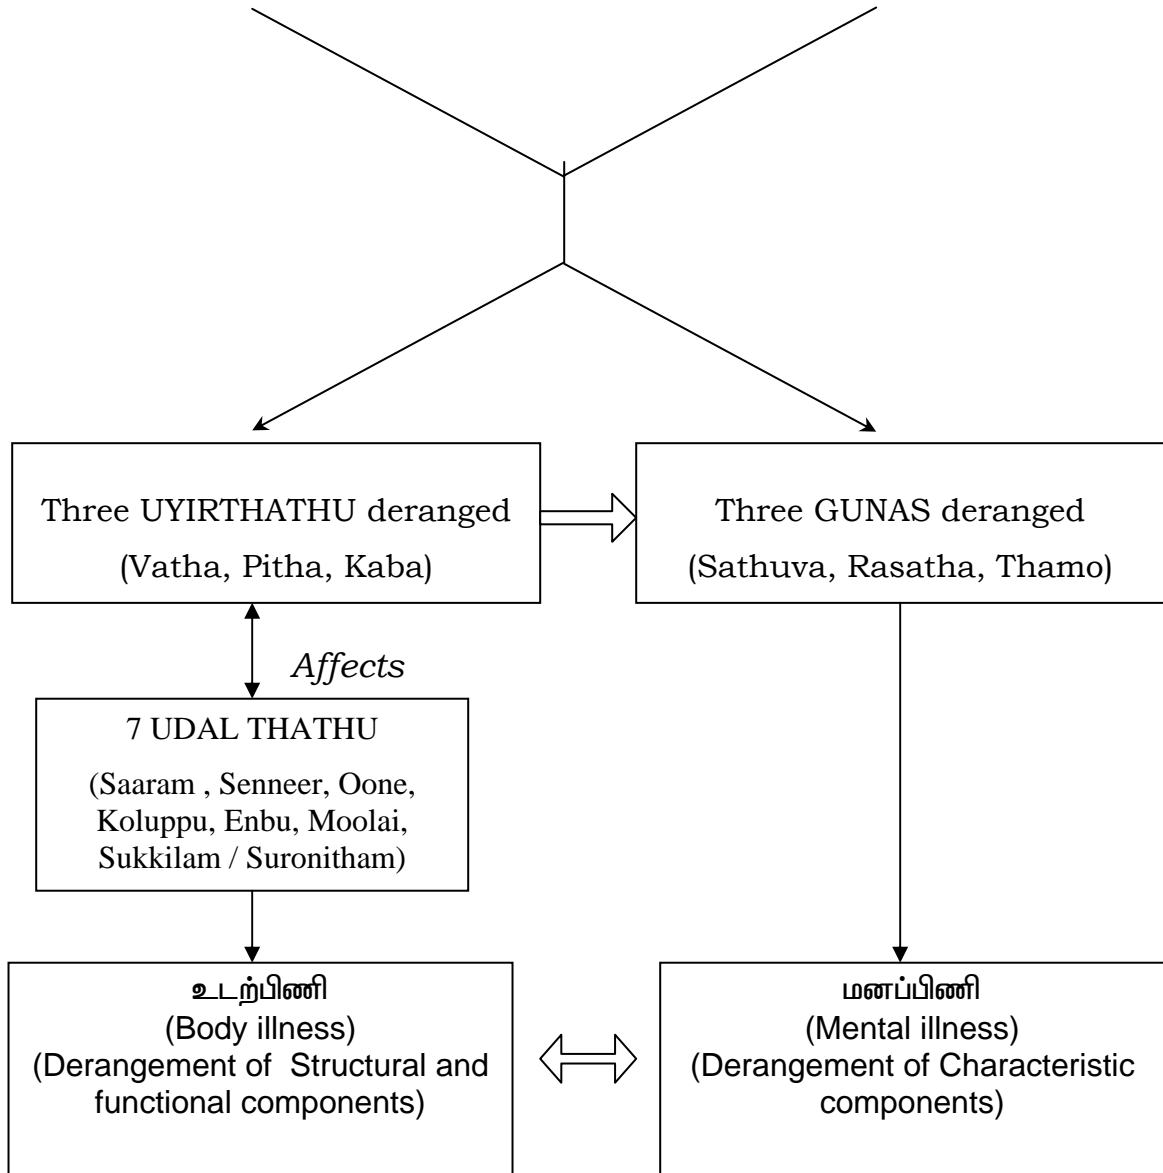 Three UYIRTHATHU deranged
(Vatha, Pitha, Kaba)
Three GUNAS deranged
(Sathuva, Rasatha, Thamo)
Affects
7 UDAL THATHU
(Saaram , Senneer, Oone,
Koluppu, Enbu, Moolai,
Sukkilam / Suronitham)
உடற்பிணி
(Body illness)
(Derangement of Structural and
functional components)
மனப்பிணி
(Mental illness)
(Derangement of Characteristic
components)